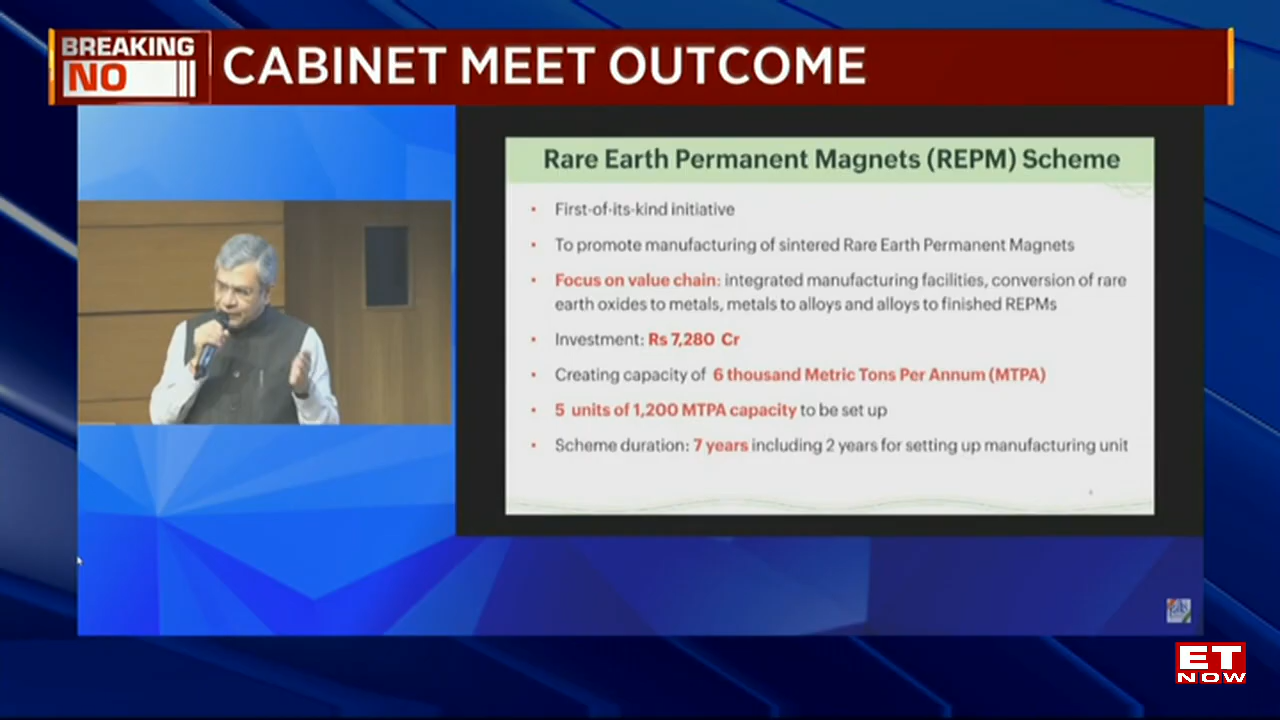 BREAKING
NO
CABINET MEET OUTCOME
Rare Earth Permanent Magnets (REPM) Scheme
• First-of-its-kind initiative
• To promote manufacturing of sintered Rare Earth Permanent Magnets
• Focus on value chain: integrated manufacturing facilities, conversion of rare
earth oxides to metals, metals to alloys and alloys to finished REPMs
• Investment: Rs 7,280 Cr
• Creating capacity of 6 thousand Metric Tons Per Annum (MTPA)
• 5 units of 1,200 MTPA capacity to be set up
• Scheme duration: 7 years including 2 years for setting up manufacturing unit
ET
NOW